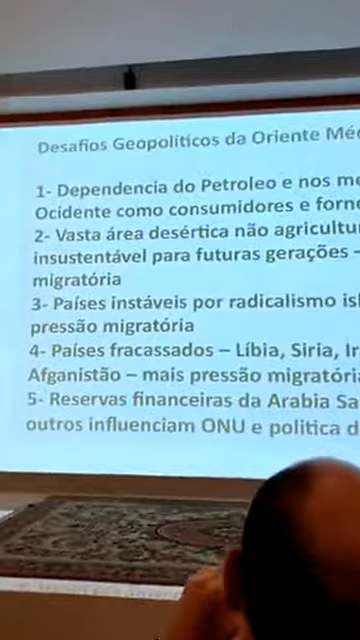 Desafios Geopolíticos da Oriente Mé
1- Dependencia do Petroleo e nos me
Ocidente como consumidores e forne
2- Vasta área desértica não agricultu
insustentável para futuras gerações –
migratória
3- Países instáveis por radicalismo isl
pressão migratória
4- Países fracassados – Líbia, Siria, Ir
Afganistão – mais pressão migratória
5- Reservas financeiras da Arabia Sa
outros influenciam ONU e politica d